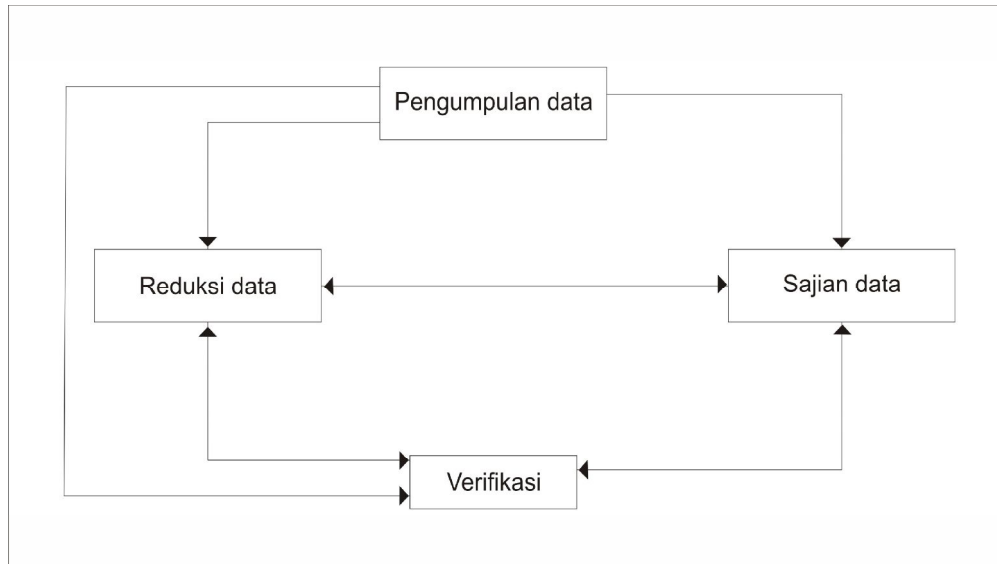 Pengumpulan data
Reduksi data
Sajian data
Verifikasi